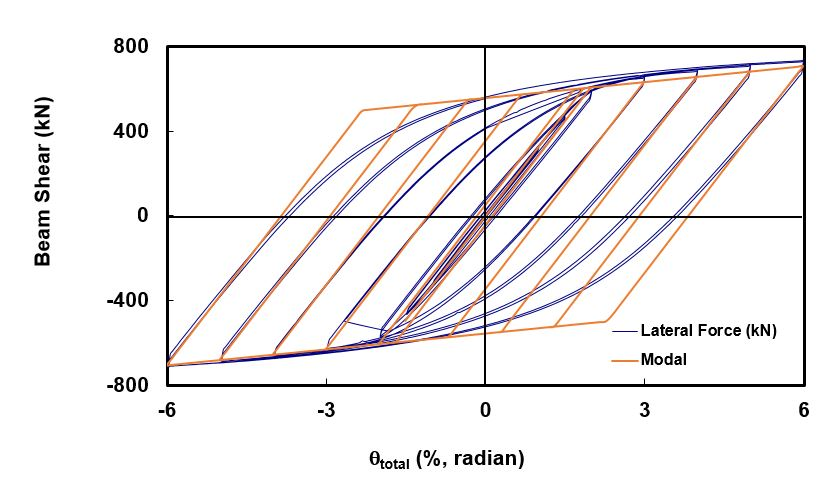 800
400
0
-400
-800
Beam Shear (kN)
Lateral Force (kN)
Modal
-6 -3 0 3 6
θtotal (%, radian)